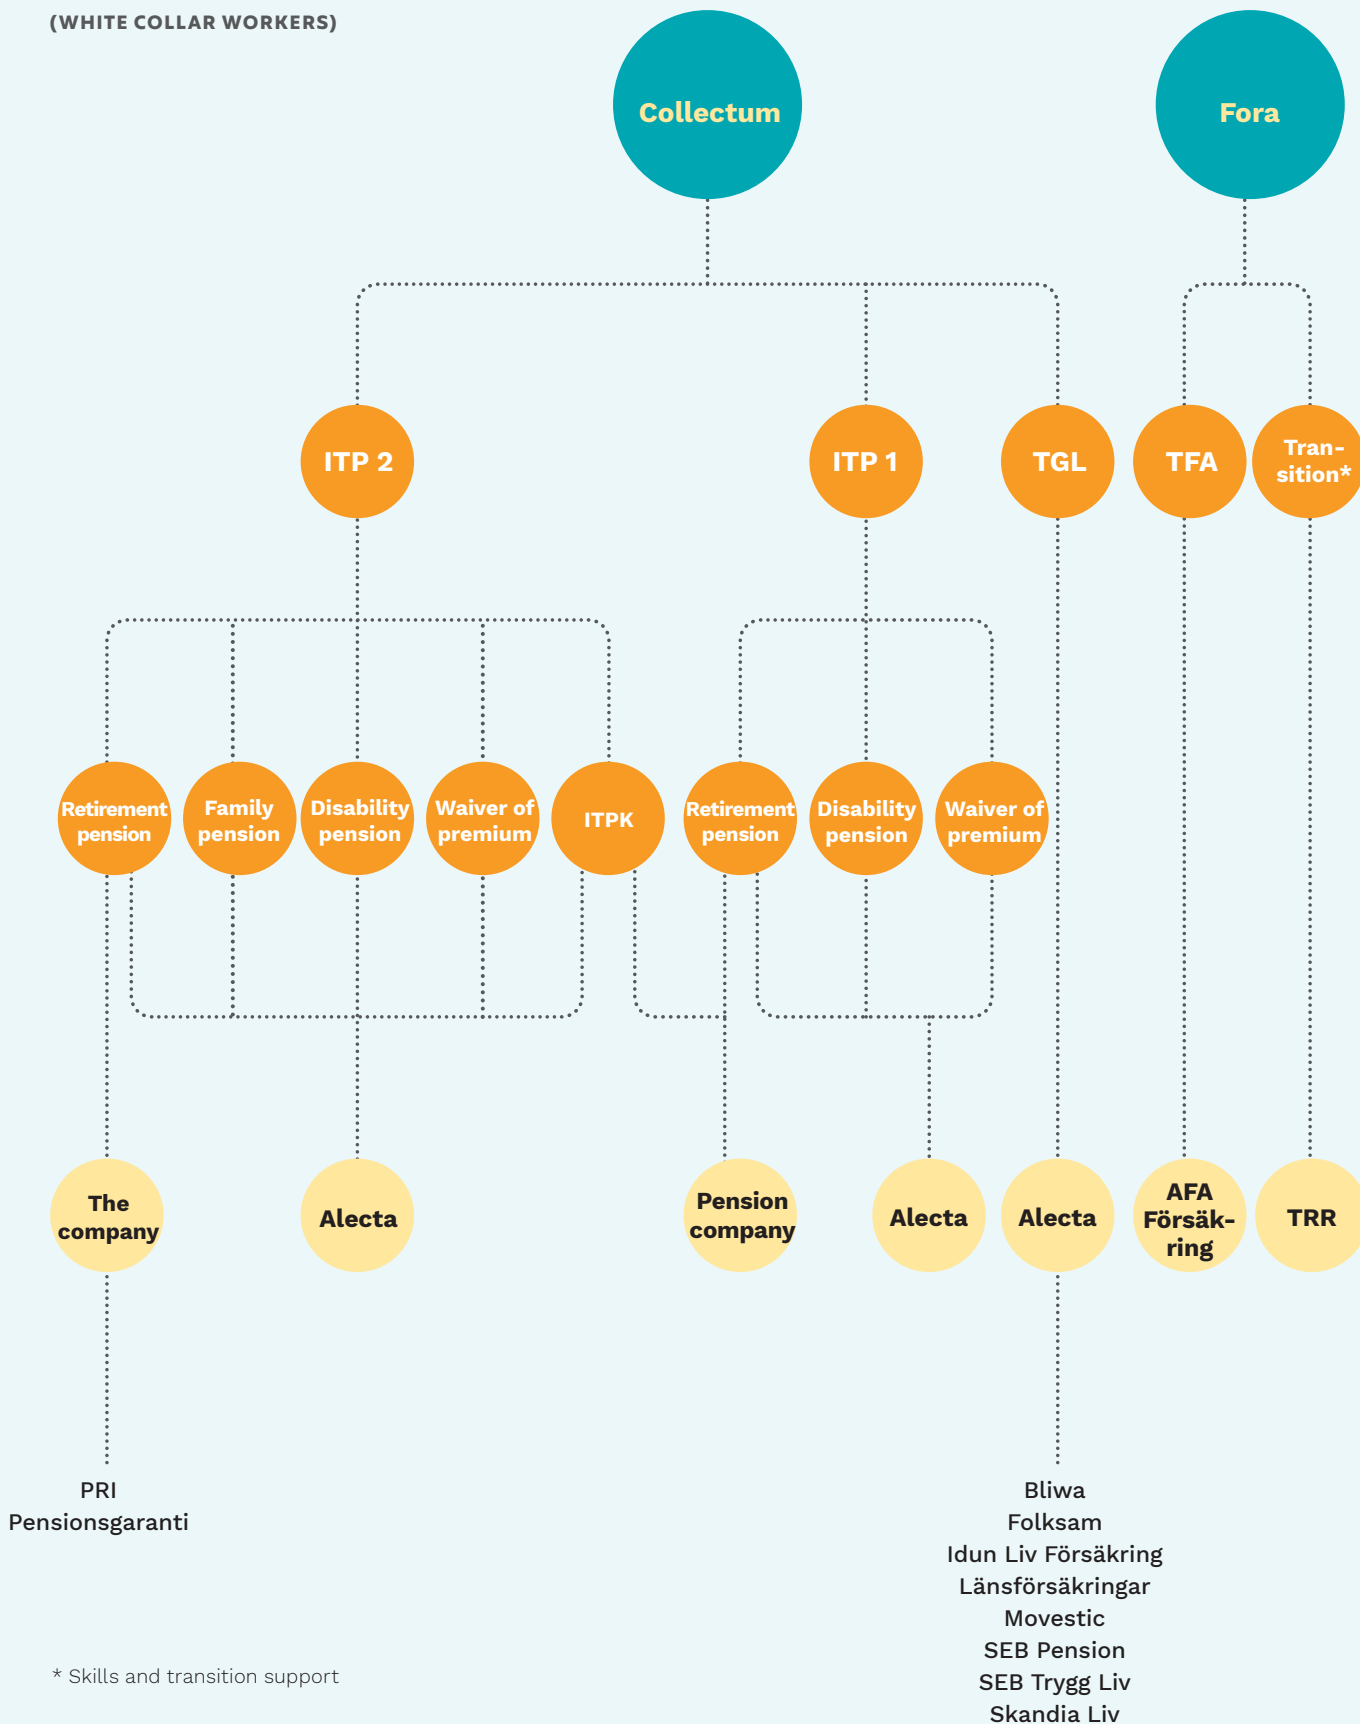 (WHITE COLLAR WORKERS)
Collectum
Fora
ITP 2
ITP 1
TGL
TFA
Tran-
sition*
Retirement
pension
Family
pension
Disability
pension
Waiver of
premium
ITPK
Retirement
pension
Disability
pension
Waiver of
premium
The
company
Alecta
Pension
company
Alecta
Alecta
AFA
Försäk-
ring
TRR
PRI
Pensionsgaranti
Bliwa
Folksam
Idun Liv Försäkring
Länsförsäkringar
Movestic
SEB Pension
SEB Trygg Liv
Skandia Liv
* Skills and transition support